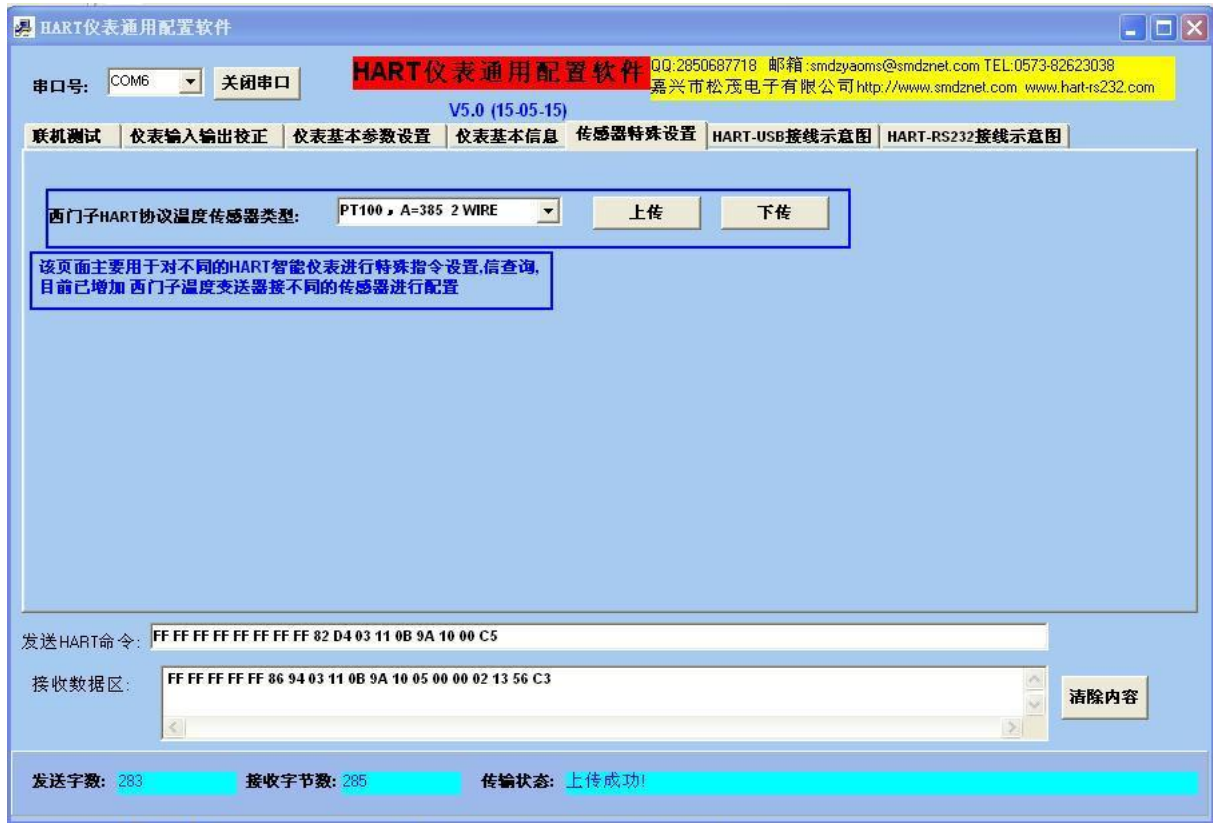 HART仪表通用配置软件
串口号: COM6 关闭串口
HART仪表通用配置软件
V5.0 (15-05-15)
QQ:2850687718 邮箱:smdzyaoms@smdznet.com TEL:0573-82623038
嘉兴市松茂电子有限公司 http://www.smdznet.com www.hart-rs232.com
联机测试 仪表输入输出校正 仪表基本参数设置 仪表基本信息 传感器特殊设置 HART-USB接线示意图 HART-RS232接线示意图
西门子HART协议温度传感器类型: PT100，A=385 2 WIRE 上传 下传
该页面主要用于对不同的HART智能仪表进行特殊指令设置,信查询,
目前已增加 西门子温度变送器接不同的传感器进行配置
发送HART命令: FF FF FF FF FF FF FF FF 82 D4 03 11 0B 9A 10 00 C5
接收数据区: FF FF FF FF FF 86 94 03 11 0B 9A 10 05 00 00 02 13 56 C3
清除内容
发送字数: 283 接收字节数: 285 传输状态: 上传成功!